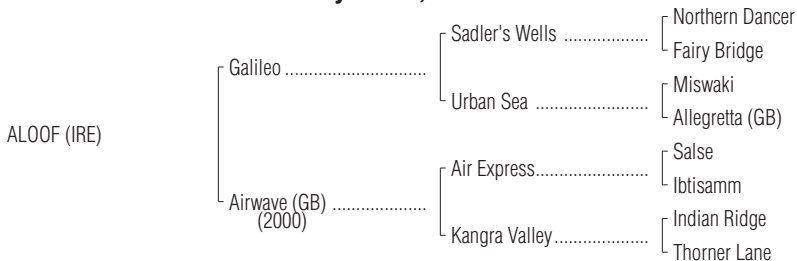 Northern Dancer
Sadler's Wells ...................
Fairy Bridge
Galileo ...............................
Miswaki
Urban Sea .........................
Allegretta (GB)
ALOOF (IRE)
Salse
Air Express.........................
Ibtisamm
Airwave (GB) .....................
(2000)
Indian Ridge
Kangra Valley.....................
Thorner Lane